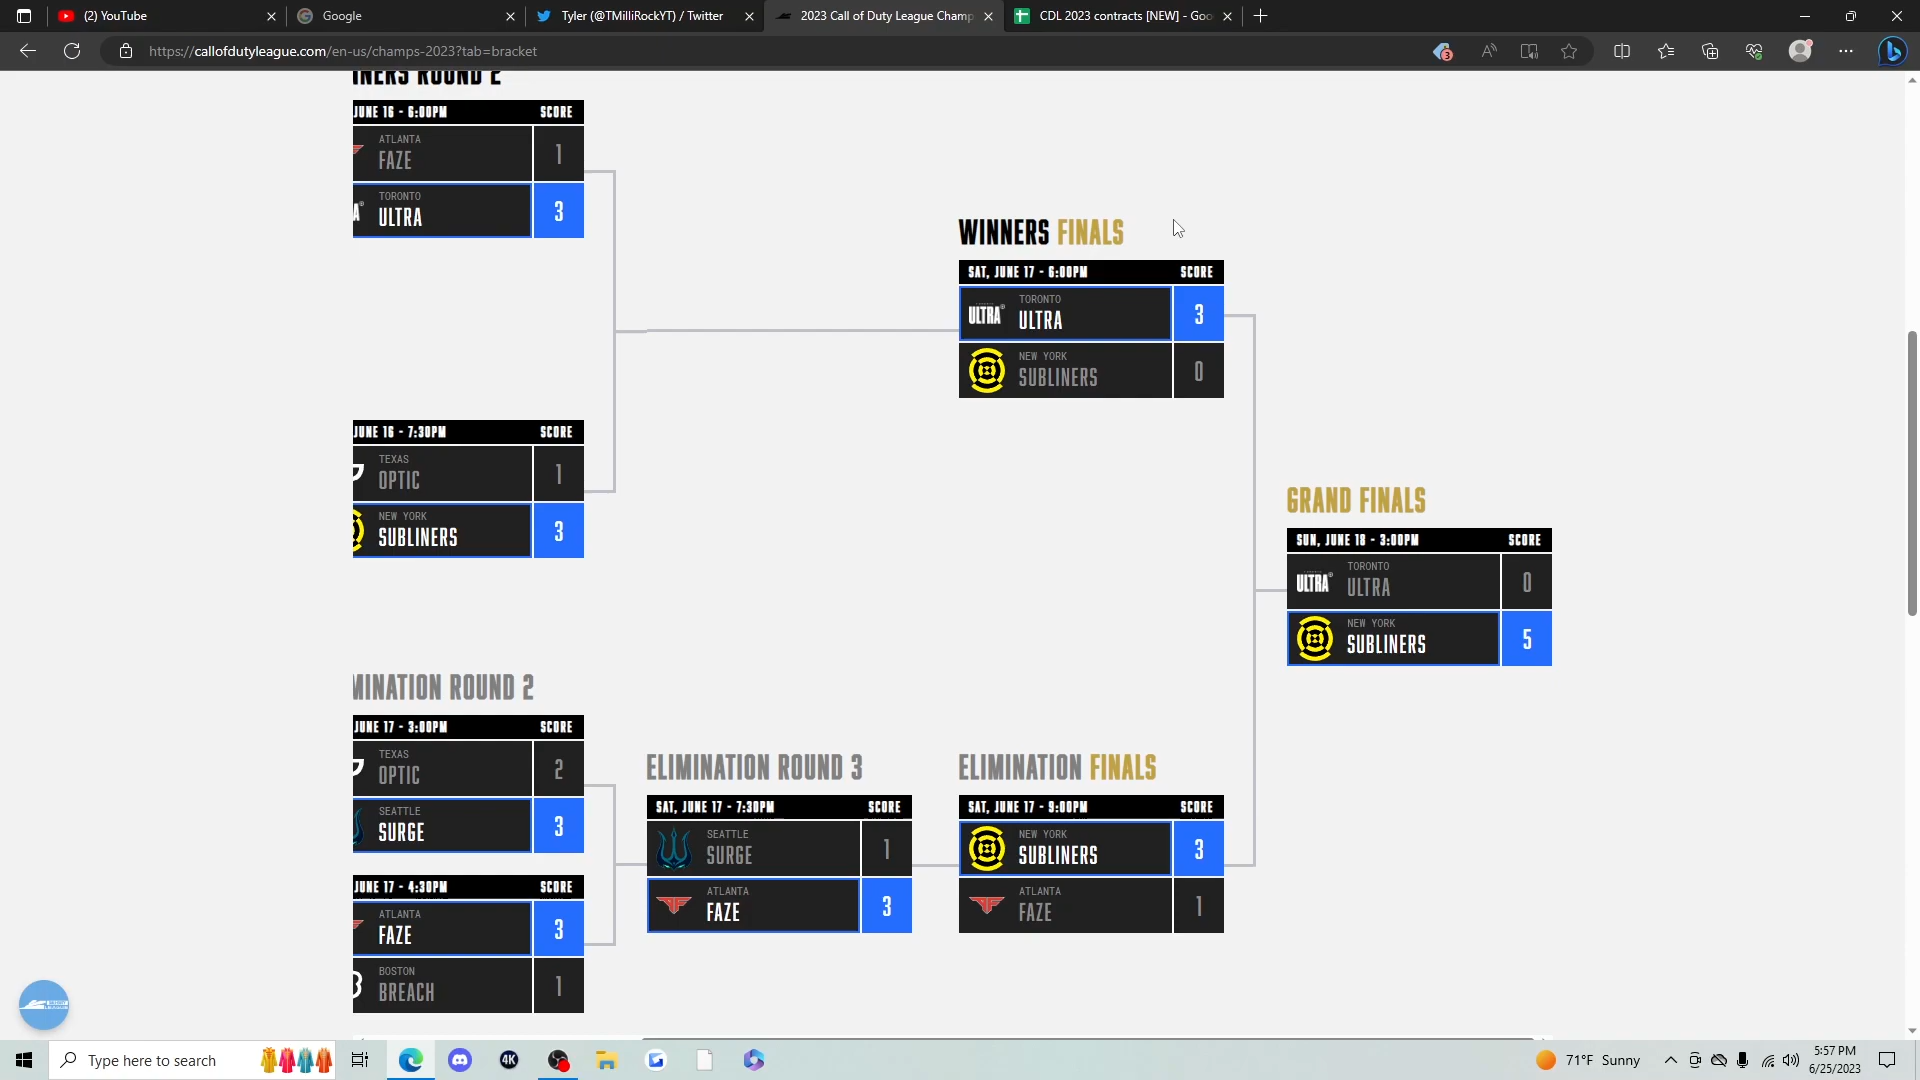 (2) YouTube
Google
Tyler (@TMilliRockYT) / Twitter
2023 Call of Duty League Champ
CDL 2023 contracts [NEW] - Goo
https://callofdutyleague.com/en-us/champs-2023?tab=bracket
3
NERS ROUND 2
JUNE 16 - 6:00PM SCORE
ATLANTA
FAZE 1
TORONTO
ULTRA 3
WINNERS FINALS
SAT, JUNE 17 - 6:00PM SCORE
ULTRA
TORONTO
ULTRA 3
NEW YORK
SUBLINERS 0
JUNE 16 - 7:30PM SCORE
TEXAS
OPTIC 1
NEW YORK
SUBLINERS 3
GRAND FINALS
SUN, JUNE 18 - 3:00PM SCORE
ULTRA
TORONTO
ULTRA 0
NEW YORK
SUBLINERS 5
MINATION ROUND 2
JUNE 17 - 3:00PM SCORE
TEXAS
OPTIC 2
SEATTLE
SURGE 3
JUNE 17 - 4:30PM SCORE
ATLANTA
FAZE 3
BOSTON
BREACH 1
ELIMINATION ROUND 3
SAT, JUNE 17 - 7:30PM SCORE
SEATTLE
SURGE 1
ATLANTA
FAZE 3
ELIMINATION FINALS
SAT, JUNE 17 - 9:00PM SCORE
NEW YORK
SUBLINERS 3
ATLANTA
FAZE 1
Type here to search
4K
71°F Sunny
5:57 PM
6/25/2023